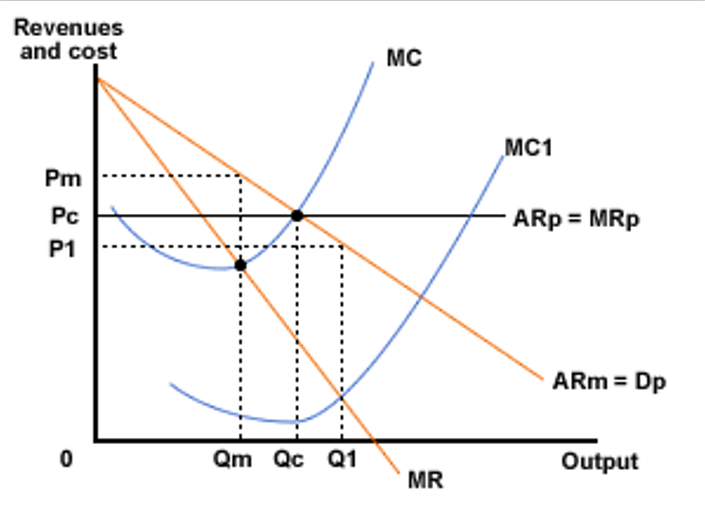 Revenues
and cost
MC
MC1
Pm
Pc
ARp = MRp
P1
ARm = Dp
0
Qm
Qc
Q1
Output
MR